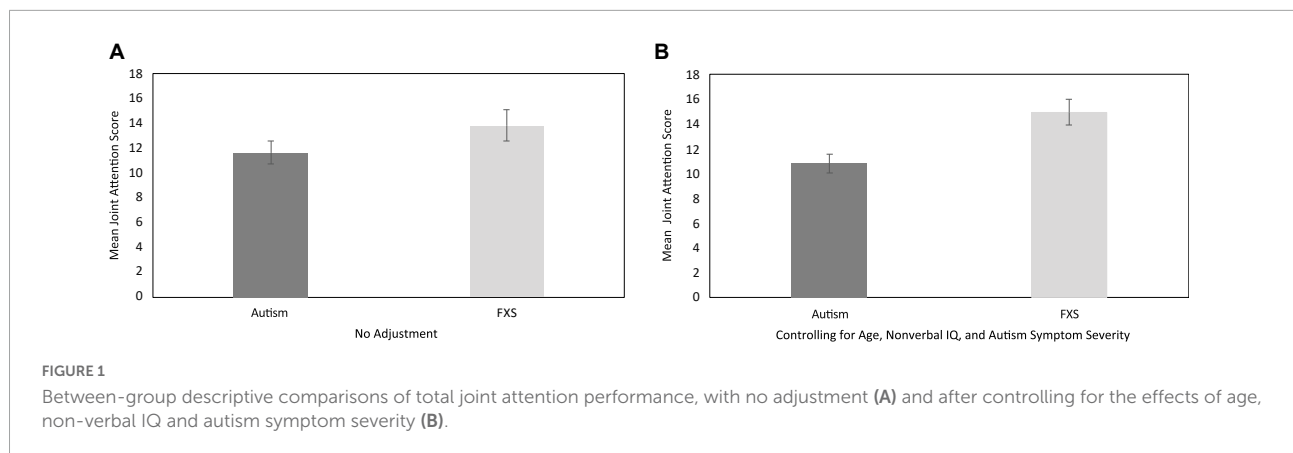 A
18
16
14
12
10
8
6
4
2
0
Mean Joint Attention Score
Autism FXS
No Adjustment
B
18
16
14
12
10
8
6
4
2
0
Mean Joint Attention Score
Autism FXS
Controlling for Age, Nonverbal IQ, and Autism Symptom Severity
FIGURE 1
Between-group descriptive comparisons of total joint attention performance, with no adjustment (A) and after controlling for the effects of age,
non-verbal IQ and autism symptom severity (B).